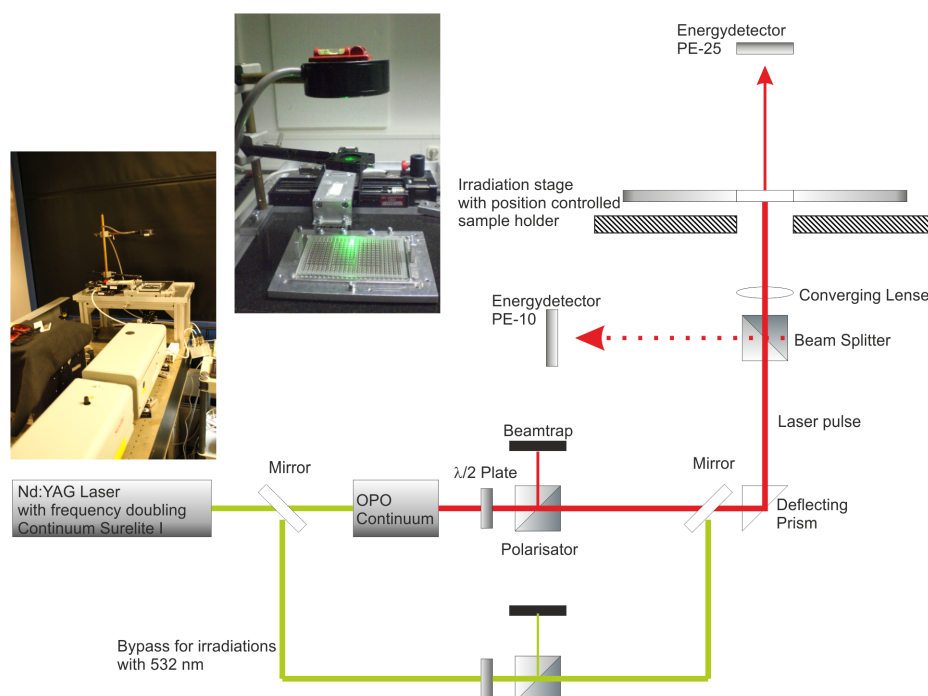 Energydetector
PE-25
Irradiation stage
with position controlled
sample holder
Energydetector
PE-10
Converging Lense
Beam Splitter
Laser pulse
Beamtrap
λ/2 Plate
Mirror
Mirror
Nd:YAG Laser
with frequency doubling
Continuum Surelite I
OPO
Continuum
Deflecting
Prism
Polarisator
Bypass for irradiations
with 532 nm